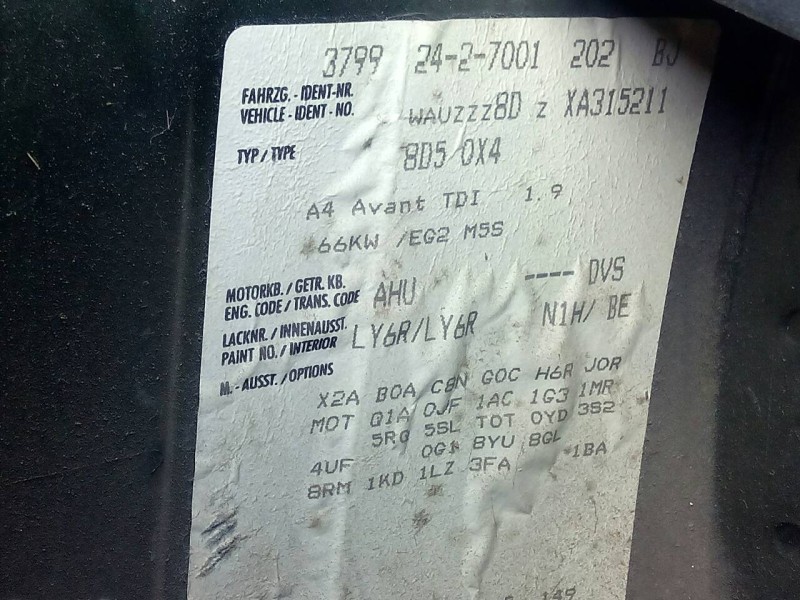 3799 24-2-7001 202 BJ
FAHRZG. - IDENT-NR.
VEHICLE - IDENT - NO. WAUZZZ8D Z XA315211
TYP / TYPE 8D5 0X4
A4 Avant TDI 1.9
66KW /EG2 M5S
MOTORKB. / GETR. KB.
ENG. CODE / TRANS. CODE AHU ---- DVS
LACKNR. / INNENAUSST.
PAINT NO. / INTERIOR LY6R/LY6R N1H/ BE
M. - AUSST. / OPTIONS
X2A B0A C8N G0C H6R J0R
M0T Q1A 0JF 1AC 1G3 1MR
5RG 5SL T0T 0YD 3S2
4UF 0G1 8YU 8GL
8RM 1KD 1LZ 3FA 1BA